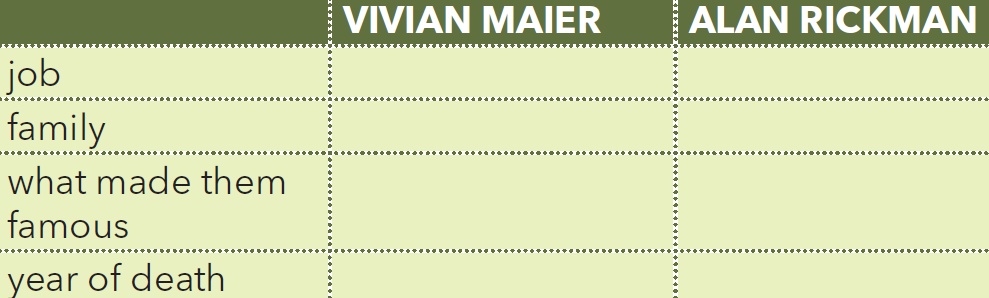 VIVIAN MAIER
ALAN RICKMAN
job
family
what made them
famous
year of death